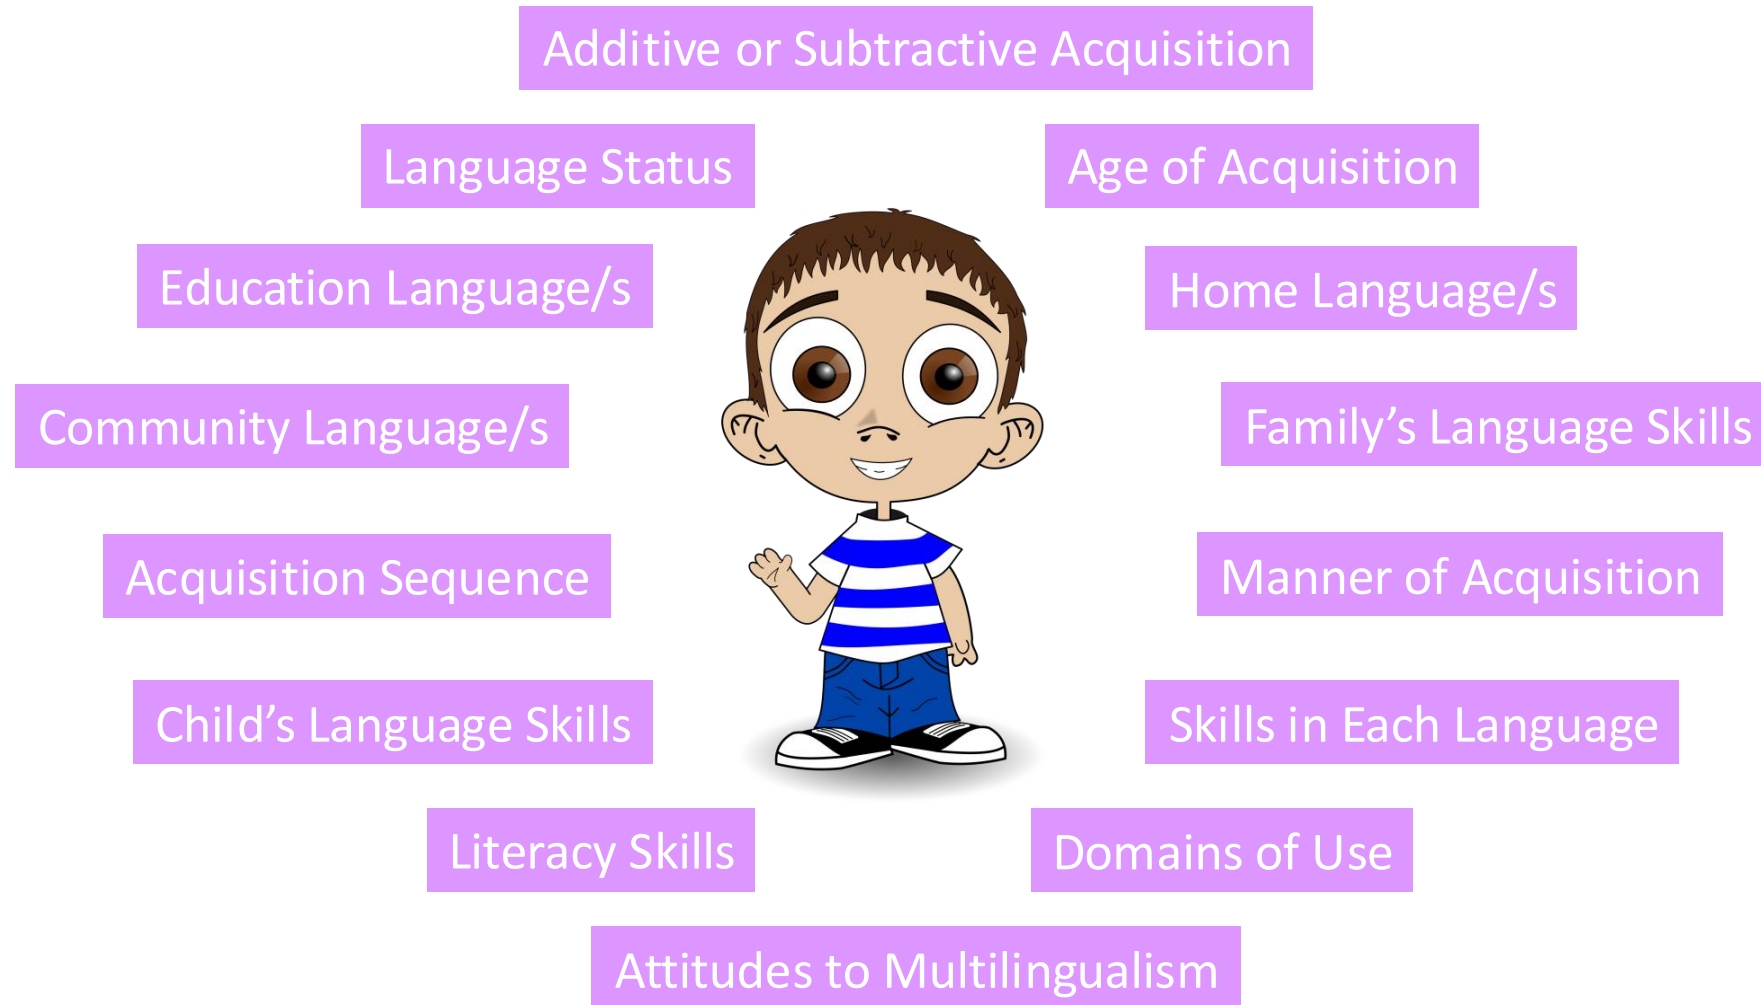 Additive or Subtractive Acquisition
Language Status
Age of Acquisition
Education Language/s
Home Language/s
Community Language/s
Family’s Language Skills
Acquisition Sequence
Manner of Acquisition
Child’s Language Skills
Skills in Each Language
Literacy Skills
Domains of Use
Attitudes to Multilingualism